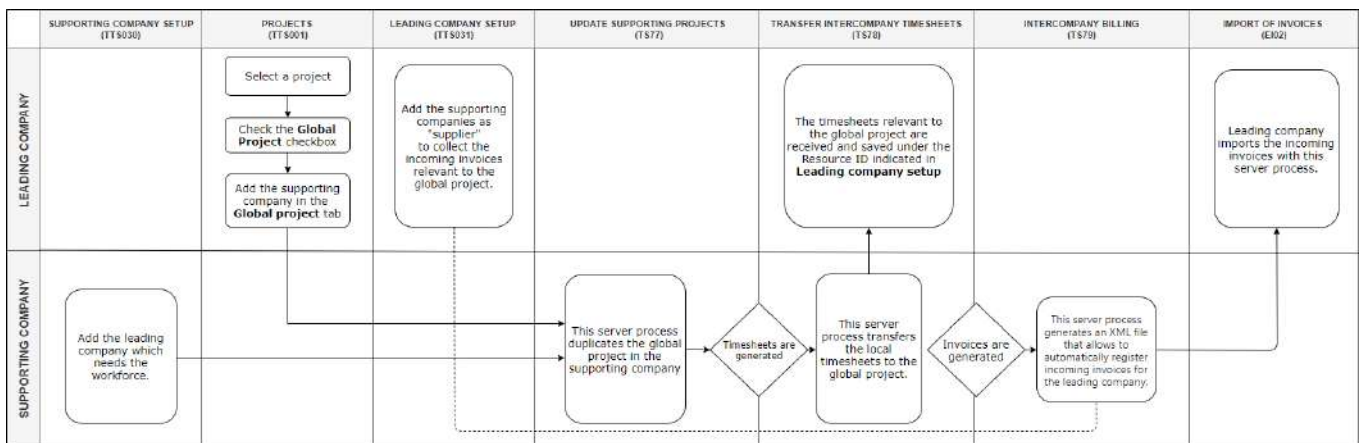 SUPPORTING COMPANY SETUP
(TTS030)
PROJECTS
(TTS001)
LEADING COMPANY SETUP
(TTS031)
UPDATE SUPPORTING PROJECTS
(TS77)
TRANSFER INTERCOMPANY TIMESHEETS
(TS78)
INTERCOMPANY BILLING
(TS79)
IMPORT OF INVOICES
(EI02)
LEADING COMPANY
Select a project
Check the Global
Project checkbox
Add the supporting
company in the
Global project tab
Add the supporting
companies as
"supplier"
to collect the
incoming invoices
relevant to the
global project.
The timesheets relevant to
the global project are
received and saved under the
Resource ID indicated in
Leading company setup
Leading company
imports the incoming
invoices with this
server process.
SUPPORTING COMPANY
Add the leading
company which
needs the
workforce.
This server process
duplicates the global
project in the
supporting company
Timesheets are
generated
This server
process transfers
the local
timesheets to the
global project.
Invoices are
generated
This server process
generates an XML file
that allows to
automatically register
incoming invoices for
the leading company.